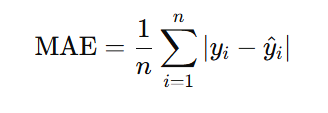 MAE = \frac{1}{n} \sum_{i=1}^{n} |y_i - \hat{y}_i|